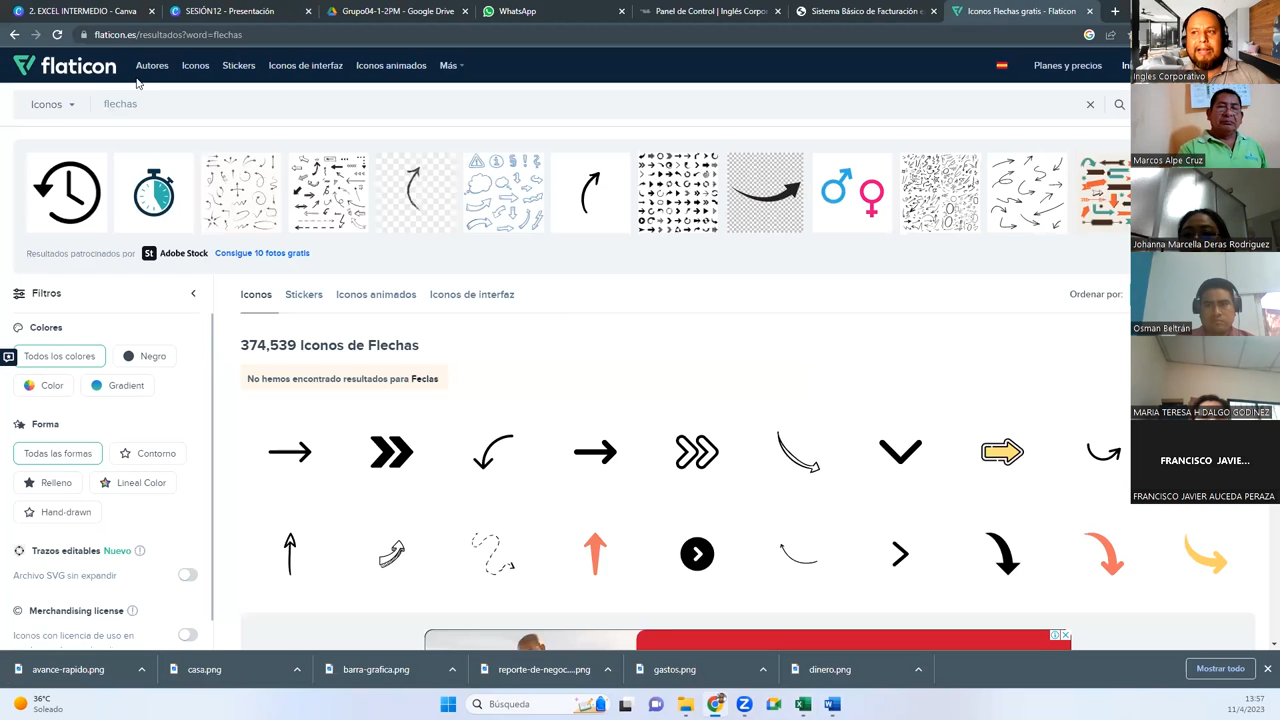 2. EXCEL INTERMEDIO - Canva
SESIÓN12 - Presentación
Grupo04-1-2PM - Google Drive
WhatsApp
Panel de Control | Inglés Corpo
Sistema Básico de Facturación
Iconos Flechas gratis - Flaticon
flaticon.es/resultados?word=flechas
flaticon
Autores
Iconos
Stickers
Iconos de interfaz
Iconos animados
Más
Planes y precios
Iconos
flechas
Resultados patrocinados por
St Adobe Stock
Consigue 10 fotos gratis
Filtros
Iconos
Stickers
Iconos animados
Iconos de interfaz
Ordenar por:
Colores
Todos los colores
Negro
Color
Gradient
374,539 Iconos de Flechas
No hemos encontrado resultados para Feclas
Forma
Todas las formas
Contorno
Relleno
Lineal Color
Hand-drawn
Trazos editables Nuevo
Archivo SVG sin expandir
Merchandising license
Iconos con licencia de uso en
Ingles Corporativo
Marcos Alpe Cruz
Johanna Marcella Deras Rodriguez
Osman Beltrán
MARIA TERESA HIDALGO GODINEZ
FRANCISCO JAVIE...
FRANCISCO JAVIER AUCEDA PERAZA
avance-rapido.png
casa.png
barra-grafica.png
reporte-de-negoc....png
gastos.png
dinero.png
Mostrar todo
36°C
Soleado
Búsqueda
13:57
11/4/2023